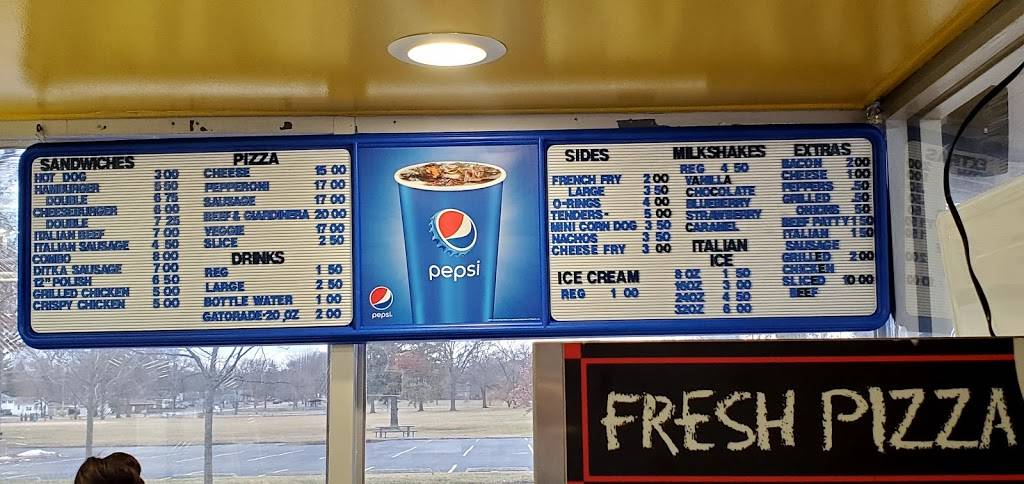 SANDWICHES
HOT DOG 3 00
HAMBURGER 5 50
DOUBLE 6 75
CHEESEBURGER 6 00
DOUBLE 7 25
ITALIAN BEEF 7 00
ITALIAN SAUSAGE 4 50
COMBO 8 00
DITKA SAUSAGE 7 00
12" POLISH 6 50
GRILLED CHICKEN 5 00
CRISPY CHICKEN 5 00
PIZZA
CHEESE 15 00
PEPPERONI 17 00
SAUSAGE 17 00
BEEF & GIARDINERA 20 00
VEGGIE 17 00
SLICE 2 50
DRINKS
REG 1 50
LARGE 2 50
BOTTLE WATER 1 00
GATORADE-20 OZ 2 00
pepsi
pepsi.
SIDES
FRENCH FRY 2 00
LARGE 3 50
O-RINGS 4 00
TENDERS- 5 00
MINI CORN DOG 3 50
NACHOS 3 50
CHEESE FRY 3 00
ICE CREAM
REG 1 00
MILKSHAKES
REG 4 50
VANILLA
CHOCOLATE
BLUEBERRY
STRAWBERRY
CARAMEL
ITALIAN
ICE
8 OZ 1 50
16OZ 3 00
24OZ 4 50
32OZ 6 00
EXTRAS
BACON 2 00
CHEESE 1 00
PEPPERS .50
GRILLED .50
ONIONS .50
HB PATTY 1 50
ITALIAN 1 50
SAUSAGE
GRILLED 2 00
CHICKEN
SLICED 10 00
BEEF
FRESH PIZZA